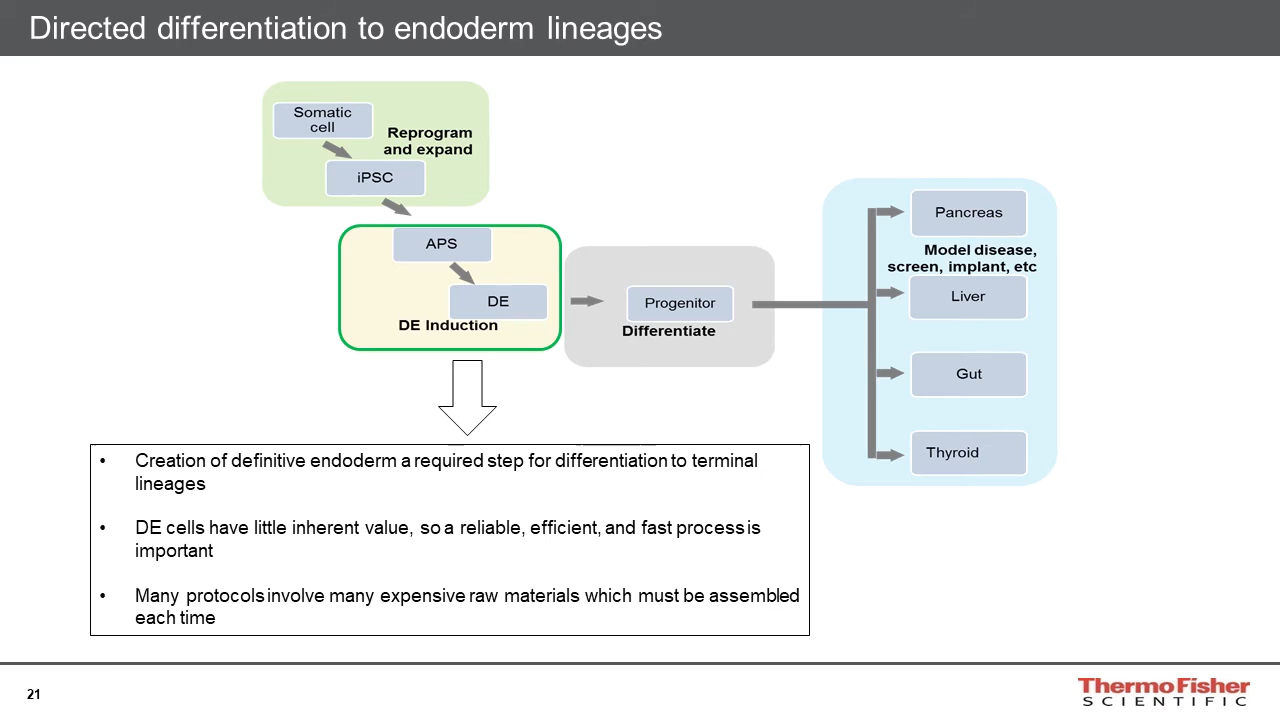 Directed differentiation to endoderm lineages
Somatic
cell
Reprogram
and expand
iPSC
APS
DE
DE Induction
Progenitor
Differentiate
Pancreas
Model disease,
screen, implant, etc
Liver
Gut
Thyroid
• Creation of definitive endoderm a required step for differentiation to terminal
lineages
• DE cells have little inherent value, so a reliable, efficient, and fast process is
important
• Many protocols involve many expensive raw materials which must be assembled
each time
21
ThermoFisher
SCIENTIFIC